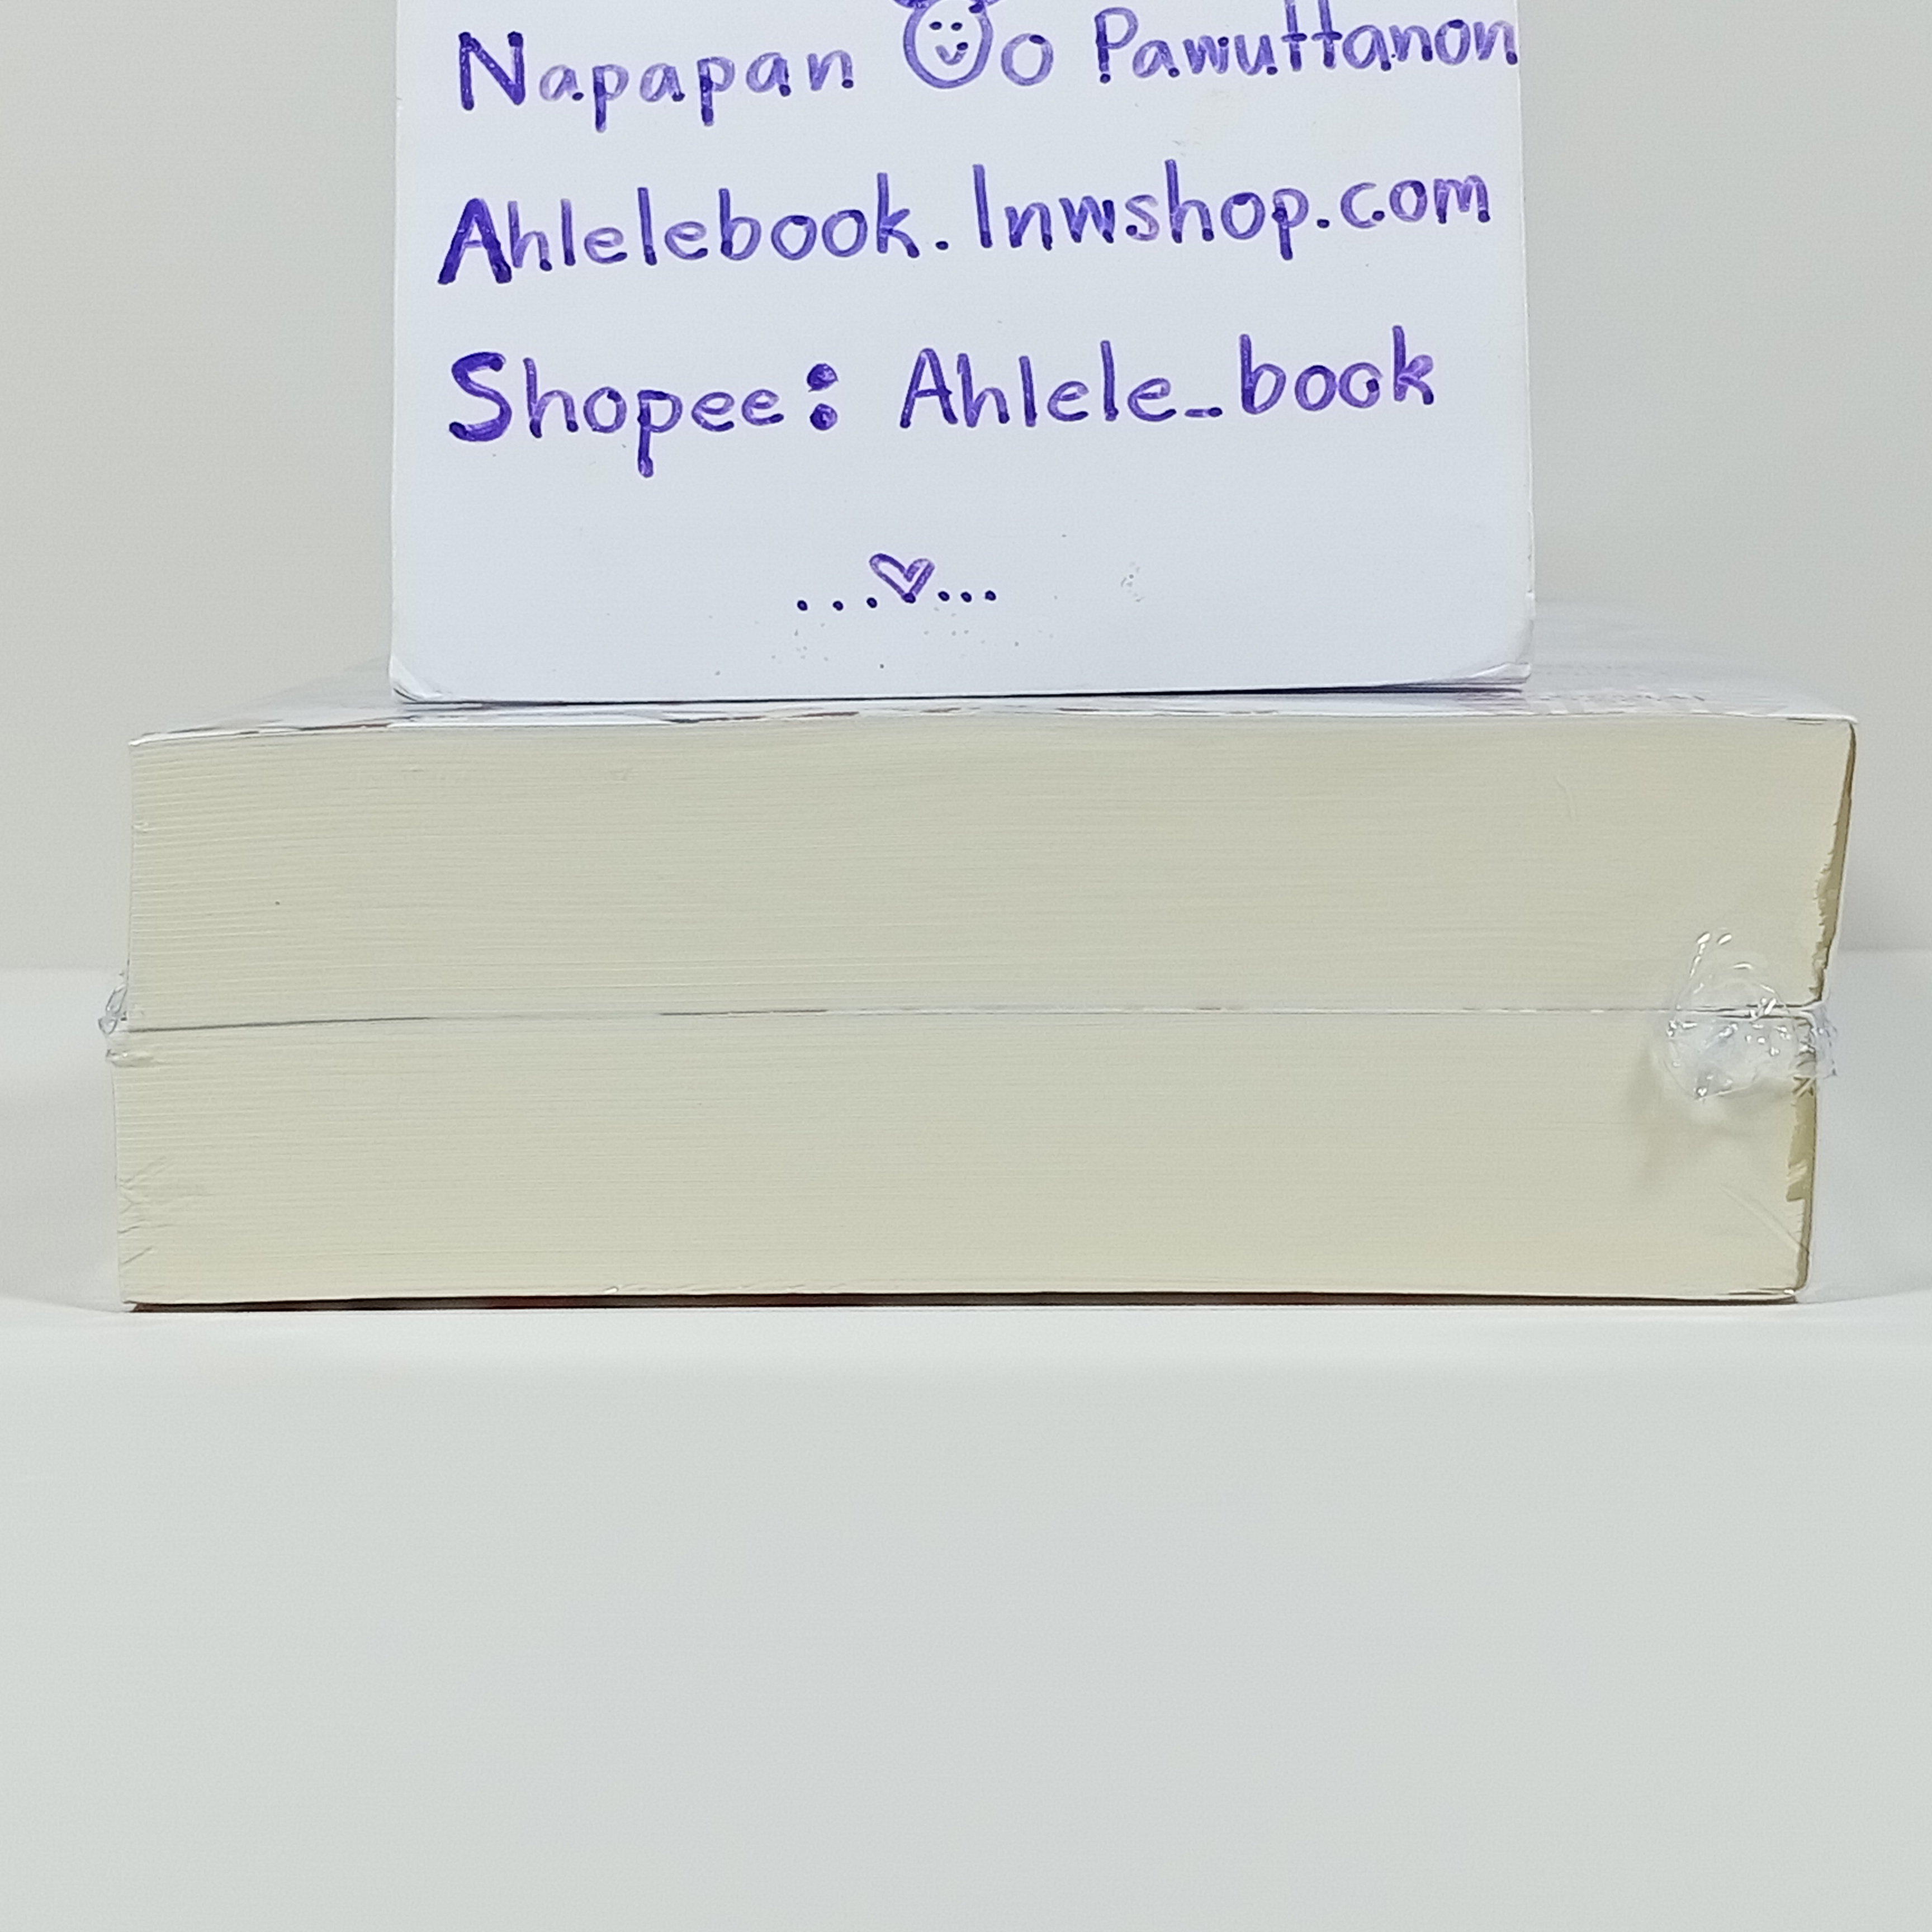 Napapan o Pawuttanon
Ahlelebook.lnwshop.com
Shopee: Ahlele_book